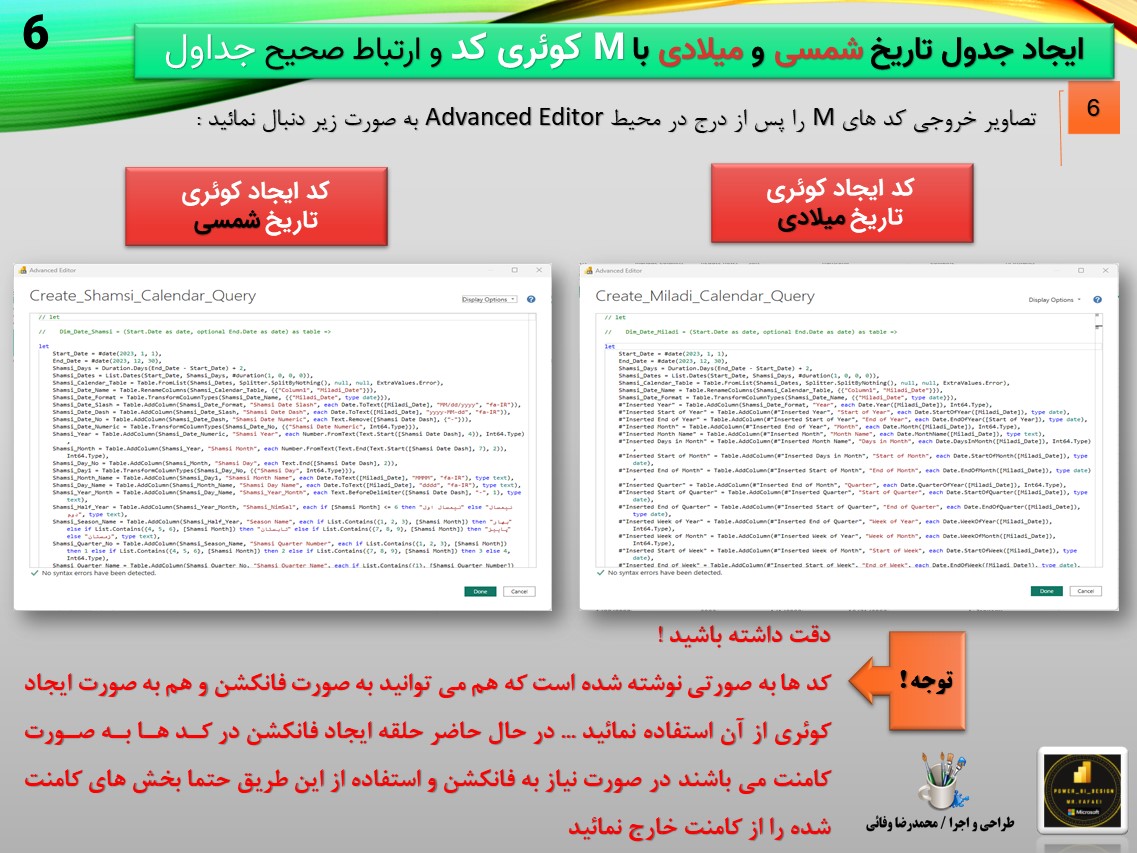 6
ایجاد جدول تاریخ شمسی و میلادی با M کوئری کد و ارتباط صحیح جداول
6
تصاویر خروجی کد های M را پس از درج در محیط Advanced Editor به صورت زیر دنبال نمائید :
کد ایجاد کوئری
تاریخ میلادی
کد ایجاد کوئری
تاریخ شمسی
Advanced Editor
Create_Miladi_Calendar_Query
Display Options
// let
// Dim_Date_Miladi = (Start.Date as date, optional End.Date as date) as table =>
let
Start_Date = #date(2023, 1, 1),
End_Date = #date(2023, 12, 30),
Shamsi_Days = Duration.Days(End_Date - Start_Date) + 2,
Shamsi_Dates = List.Dates(Start_Date, Shamsi_Days, #duration(1, 0, 0, 0)),
Shamsi_Calendar_Table = Table.FromList(Shamsi_Dates, Splitter.SplitByNothing(), null, null, ExtraValues.Error),
Shamsi_Date_Name = Table.RenameColumns(Shamsi_Calendar_Table, {{"Column1", "Miladi_Date"}}),
Shamsi_Date_Format = Table.TransformColumnTypes(Shamsi_Date_Name, {{"Miladi_Date", type date}}),
#"Inserted Year" = Table.AddColumn(Shamsi_Date_Format, "Year", each Date.Year([Miladi_Date]), Int64.Type),
#"Inserted Start of Year" = Table.AddColumn(#"Inserted Year", "Start of Year", each Date.StartOfYear([Miladi_Date]), type date),
#"Inserted End of Year" = Table.AddColumn(#"Inserted Start of Year", "End of Year", each Date.EndOfYear([Miladi_Date]), type date),
#"Inserted Month" = Table.AddColumn(#"Inserted End of Year", "Month", each Date.Month([Miladi_Date]), Int64.Type),
#"Inserted Month Name" = Table.AddColumn(#"Inserted Month", "Month Name", each Date.MonthName([Miladi_Date]), type text),
#"Inserted Days in Month" = Table.AddColumn(#"Inserted Month Name", "Days in Month", each Date.DaysInMonth([Miladi_Date]), Int64.Type)
,
#"Inserted Start of Month" = Table.AddColumn(#"Inserted Days in Month", "Start of Month", each Date.StartOfMonth([Miladi_Date]), type
date),
#"Inserted End of Month" = Table.AddColumn(#"Inserted Start of Month", "End of Month", each Date.EndOfMonth([Miladi_Date]), type date)
,
#"Inserted Quarter" = Table.AddColumn(#"Inserted End of Month", "Quarter", each Date.QuarterOfYear([Miladi_Date]), Int64.Type),
#"Inserted Start of Quarter" = Table.AddColumn(#"Inserted Quarter", "Start of Quarter", each Date.StartOfQuarter([Miladi_Date]), type
date),
#"Inserted End of Quarter" = Table.AddColumn(#"Inserted Start of Quarter", "End of Quarter", each Date.EndOfQuarter([Miladi_Date]),
type date),
#"Inserted Week of Year" = Table.AddColumn(#"Inserted End of Quarter", "Week of Year", each Date.WeekOfYear([Miladi_Date]),
Int64.Type),
#"Inserted Week of Month" = Table.AddColumn(#"Inserted Week of Year", "Week of Month", each Date.WeekOfMonth([Miladi_Date]),
Int64.Type),
#"Inserted Start of Week" = Table.AddColumn(#"Inserted Week of Month", "Start of Week", each Date.StartOfWeek([Miladi_Date]), type
date),
#"Inserted End of Week" = Table.AddColumn(#"Inserted Start of Week", "End of Week", each Date.EndOfWeek([Miladi_Date]), type date),
No syntax errors have been detected.
Done
Cancel
Advanced Editor
Create_Shamsi_Calendar_Query
Display Options
// let
// Dim_Date_Shamsi = (Start.Date as date, optional End.Date as date) as table =>
let
Start_Date = #date(2023, 1, 1),
End_Date = #date(2023, 12, 30),
Shamsi_Days = Duration.Days(End_Date - Start_Date) + 2,
Shamsi_Dates = List.Dates(Start_Date, Shamsi_Days, #duration(1, 0, 0, 0)),
Shamsi_Calendar_Table = Table.FromList(Shamsi_Dates, Splitter.SplitByNothing(), null, null, ExtraValues.Error),
Shamsi_Date_Name = Table.RenameColumns(Shamsi_Calendar_Table, {{"Column1", "Miladi_Date"}}),
Shamsi_Date_Format = Table.TransformColumnTypes(Shamsi_Date_Name, {{"Miladi_Date", type date}}),
Shamsi_Date_Slash = Table.AddColumn(Shamsi_Date_Format, "Shamsi Date Slash", each Date.ToText([Miladi_Date], "MM/dd/yyyy", "fa-IR")),
Shamsi_Date_Dash = Table.AddColumn(Shamsi_Date_Slash, "Shamsi Date Dash", each Date.ToText([Miladi_Date], "yyyy-MM-dd", "fa-IR")),
Shamsi_Date_No = Table.AddColumn(Shamsi_Date_Dash, "Shamsi Date Numeric", each Text.Remove([Shamsi Date Dash], {"-"})),
Shamsi_Date_Numeric = Table.TransformColumnTypes(Shamsi_Date_No, {{"Shamsi Date Numeric", Int64.Type}}),
Shamsi_Year = Table.AddColumn(Shamsi_Date_Numeric, "Shamsi Year", each Number.FromText(Text.Start([Shamsi Date Dash], 4)), Int64.Type)
,
Shamsi_Month = Table.AddColumn(Shamsi_Year, "Shamsi Month", each Number.FromText(Text.End(Text.Start([Shamsi Date Dash], 7), 2)),
Int64.Type),
Shamsi_Day_No = Table.AddColumn(Shamsi_Month, "Shamsi Day", each Text.End([Shamsi Date Dash], 2)),
Shamsi_Day1 = Table.TransformColumnTypes(Shamsi_Day_No, {{"Shamsi Day", Int64.Type}}),
Shamsi_Month_Name = Table.AddColumn(Shamsi_Day1, "Shamsi Month Name", each Date.ToText([Miladi_Date], "MMMM", "fa-IR"), type text),
Shamsi_Day_Name = Table.AddColumn(Shamsi_Month_Name, "Shamsi Day Name", each Date.ToText([Miladi_Date], "dddd", "fa-IR"), type text),
Shamsi_Year_Month = Table.AddColumn(Shamsi_Day_Name, "Shamsi_Year_Month", each Text.BeforeDelimiter([Shamsi Date Dash], "-", 1), type
text),
Shamsi_Half_Year = Table.AddColumn(Shamsi_Year_Month, "Shamsi_NimSal", each if [Shamsi Month] <= 6 then "نیمسال اول" else "نیمسال
دوم", type text),
Shamsi_Season_Name = Table.AddColumn(Shamsi_Half_Year, "Season Name", each if List.Contains({1, 2, 3}, [Shamsi Month]) then "بهار"
else if List.Contains({4, 5, 6}, [Shamsi Month]) then "تابستان" else if List.Contains({7, 8, 9}, [Shamsi Month]) then "پاییز"
else "زمستان", type text),
Shamsi_Quarter_No = Table.AddColumn(Shamsi_Season_Name, "Shamsi Quarter Number", each if List.Contains({1, 2, 3}, [Shamsi Month])
then 1 else if List.Contains({4, 5, 6}, [Shamsi Month]) then 2 else if List.Contains({7, 8, 9}, [Shamsi Month]) then 3 else 4,
Int64.Type),
Shamsi_Quarter_Name = Table.AddColumn(Shamsi_Quarter_No, "Shamsi Quarter Name", each if List.Contains({1}, [Shamsi Quarter Number])
No syntax errors have been detected.
Done
Cancel
توجه !
دقت داشته باشید !
کد ها به صورتی نوشته شده است که هم می توانید به صورت فانکشن و هم به صورت ایجاد
کوئری از آن استفاده نمائید ... در حال حاضر حلقه ایجاد فانکشن در کد هــا بــه صــورت
کامنت می باشند در صورت نیاز به فانکشن و استفاده از این طریق حتما بخش های کامنت
شده را از کامنت خارج نمائید
طراحی و اجرا / محمدرضا وفائی
POWER_BI_DESIGN
MR.VAFAEI
Microsoft